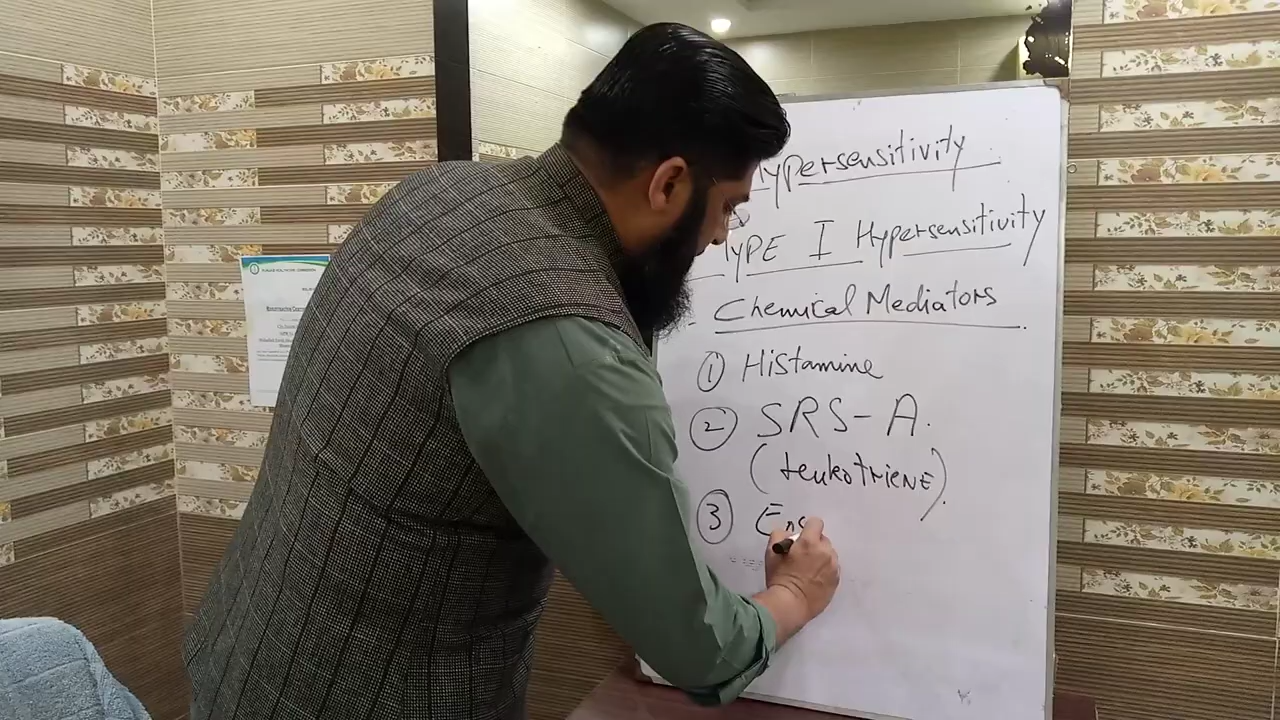 Hypersensitivity
TYPE I Hypersensitivity
- Chemical Mediators
① Histamine
② SRS-A.
(leukotriene).
③ Eos